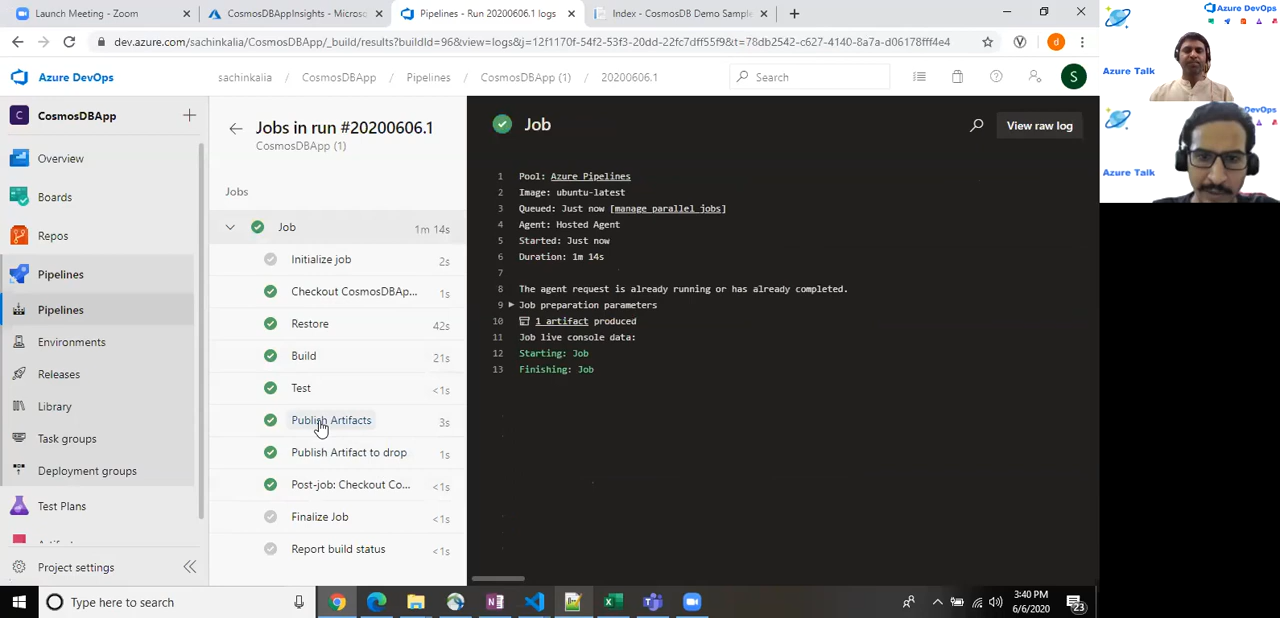 Launch Meeting - Zoom
CosmosDBAppInsights - Microso
Pipelines - Run 20200606.1 logs
Index - CosmosDB Demo Sample
dev.azure.com/sachinkalia/CosmosDBApp/_build/results?buildId=96&view=logs&j=12f1170f-54f2-53f3-20dd-22fc7dff55f9&t=78db2542-c627-4140-8a7a-d06178fff4e4
d
Azure DevOps
sachinkalia / CosmosDBApp / Pipelines / CosmosDBApp (1) / 20200606.1
Search
S
C CosmosDBApp
Overview
Boards
Repos
Pipelines
Pipelines
Environments
Releases
Library
Task groups
Deployment groups
Test Plans
Project settings
Jobs in run #20200606.1
CosmosDBApp (1)
Jobs
Job 1m 14s
Initialize job 2s
Checkout CosmosDBAp... 1s
Restore 42s
Build 21s
Test <1s
Publish Artifacts 3s
Publish Artifact to drop 1s
Post-job: Checkout Co... <1s
Finalize Job <1s
Report build status <1s
Job
View raw log
1 Pool: Azure Pipelines
2 Image: ubuntu-latest
3 Queued: Just now [manage parallel jobs]
4 Agent: Hosted Agent
5 Started: Just now
6 Duration: 1m 14s
7
8 The agent request is already running or has already completed.
9 Job preparation parameters
10 1 artifact produced
11 Job live console data:
12 Starting: Job
13 Finishing: Job
Azure DevOps
Azure Talk
DevOps
Azure Talk
Type here to search
3:40 PM
6/6/2020
23